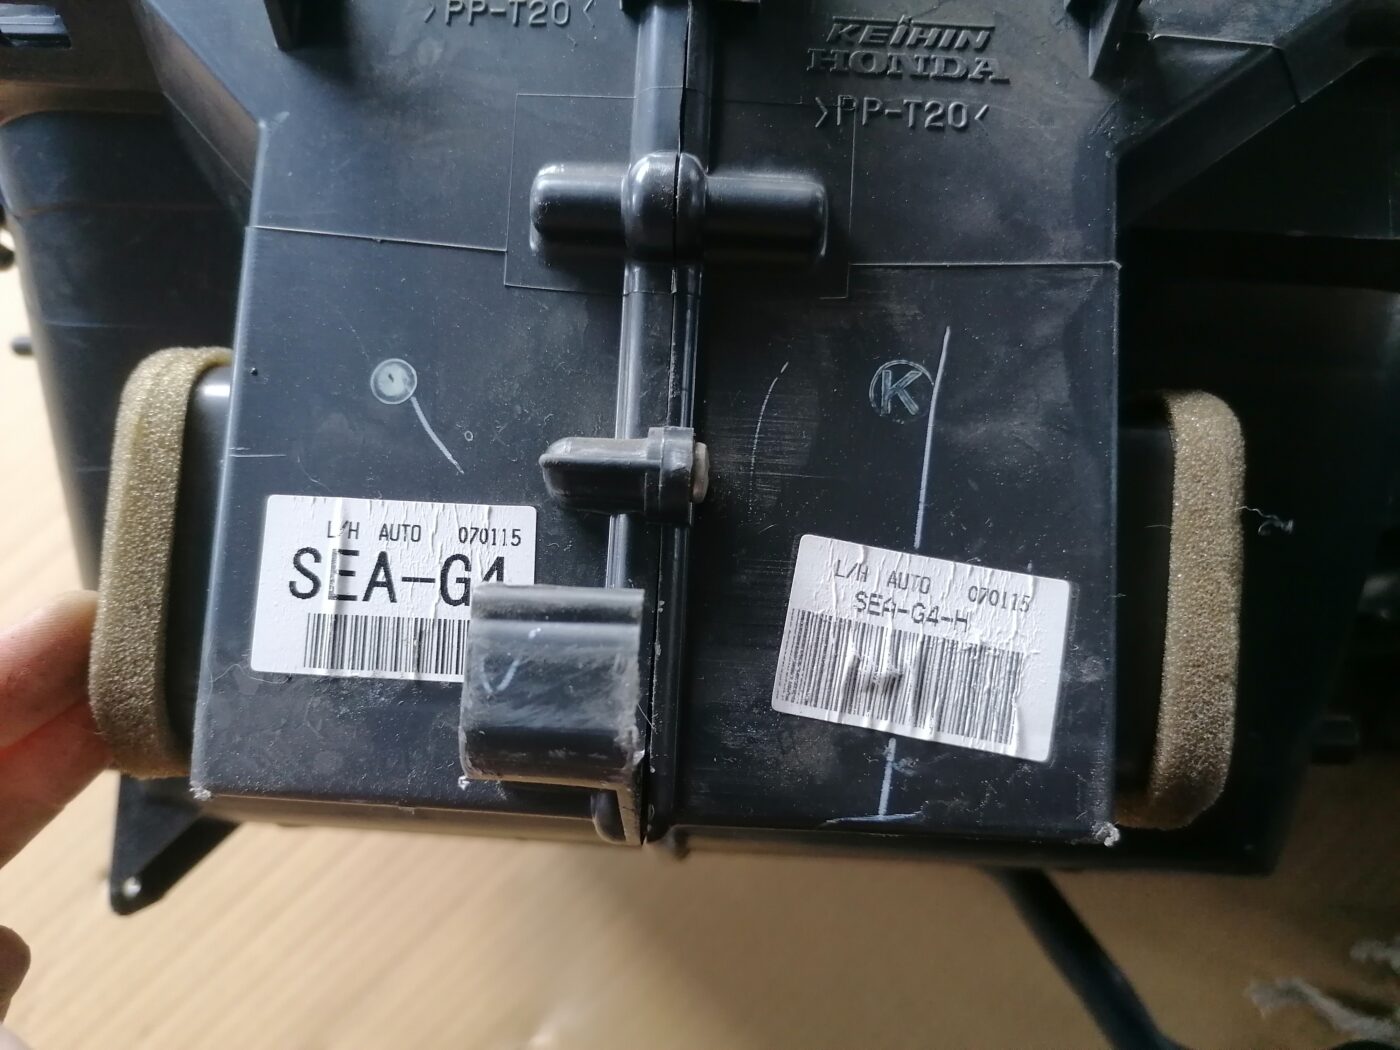 >PP-T20<
KEIHIN
HONDA
>PP-T20<
K
L/H AUTO 070115
SEA-G4
L/H AUTO 070115
SEA-G4-H